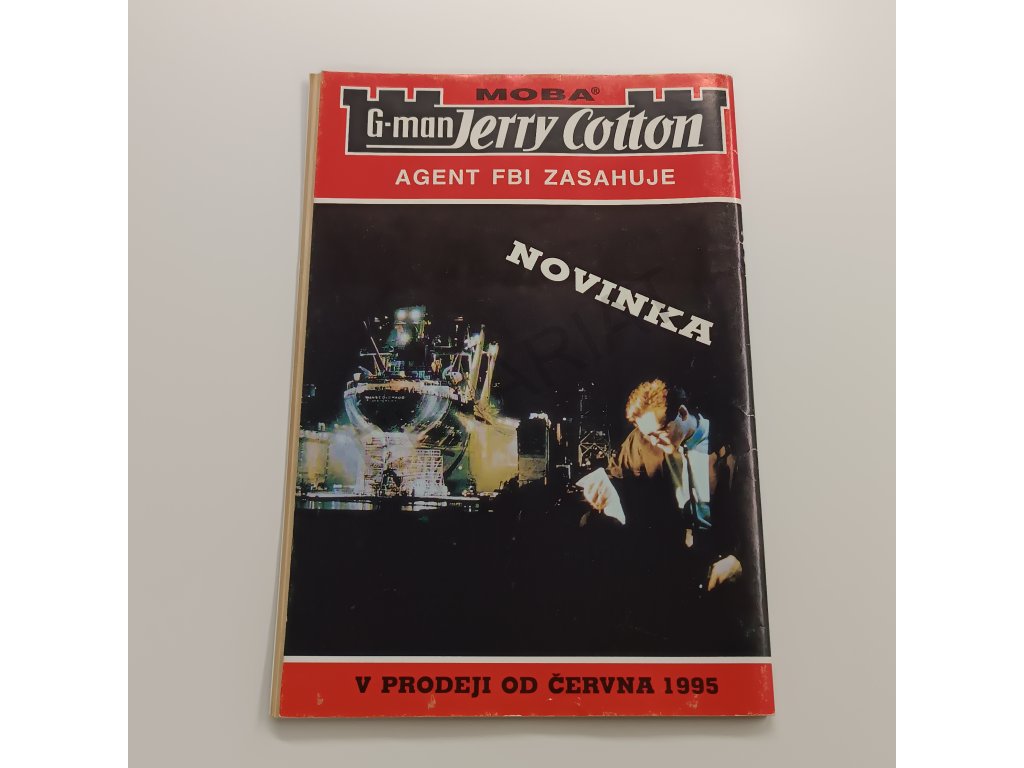 MOBA®
G-man Jerry Cotton
AGENT FBI ZASAHUJE
NOVINKA
V PRODEJI OD ČERVNA 1995